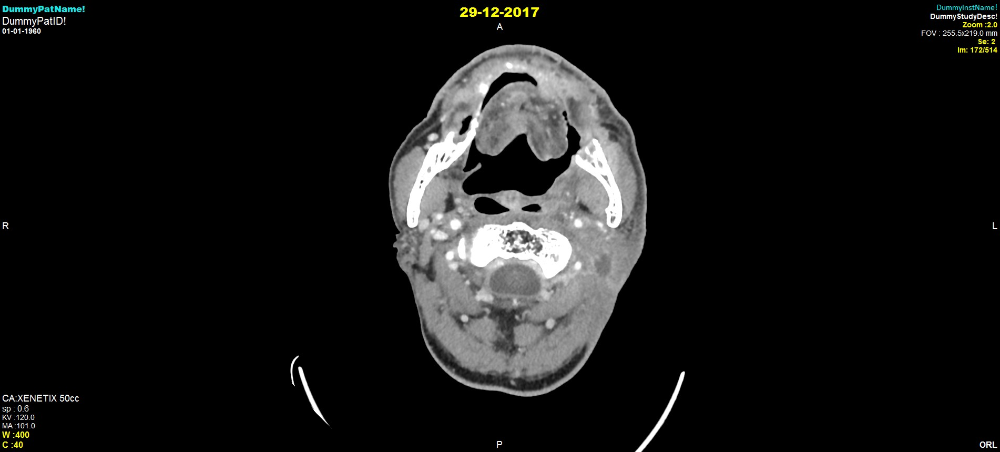 DummyPatName!
DummyPatID!
01-01-1960
29-12-2017
A
DummyInstName!
DummyStudyDesc!
Zoom :2.0
FOV : 255.5x219.0 mm
Se: 2
Im: 172/514
R
L
CA:XENETIX 50cc
sp : 0.6
KV :120.0
MA :101.0
W :400
C :40
P
ORL